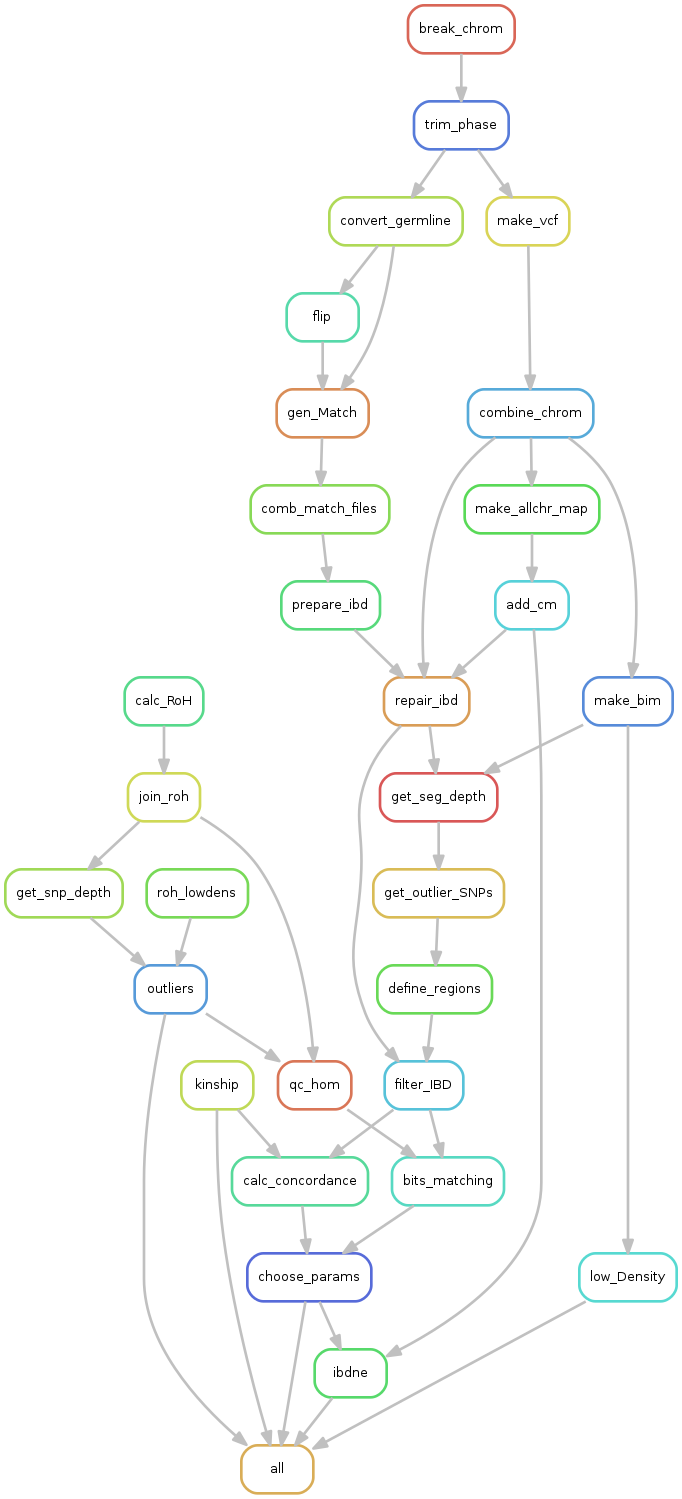 break_chrom
trim_phase
convert_germline
make_vcf
flip
gen_Match
combine_chrom
comb_match_files
make_allchr_map
prepare_ibd
add_cm
calc_RoH
repair_ibd
make_bim
join_roh
get_seg_depth
get_snp_depth
roh_lowdens
get_outlier_SNPs
outliers
define_regions
kinship
qc_hom
filter_IBD
calc_concordance
bits_matching
choose_params
low_Density
ibdne
all